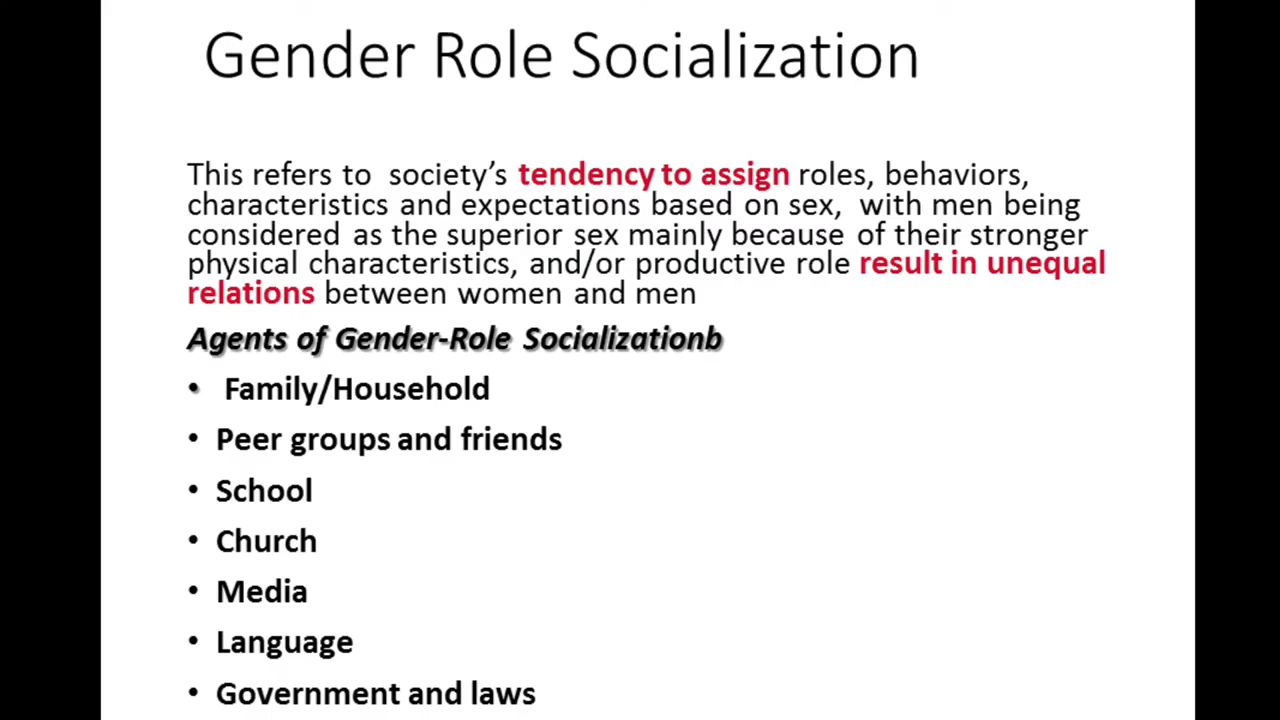 Gender Role Socialization
This refers to society’s tendency to assign roles, behaviors,
characteristics and expectations based on sex, with men being
considered as the superior sex mainly because of their stronger
physical characteristics, and/or productive role result in unequal
relations between women and men
Agents of Gender-Role Socializationb
• Family/Household
• Peer groups and friends
• School
• Church
• Media
• Language
• Government and laws